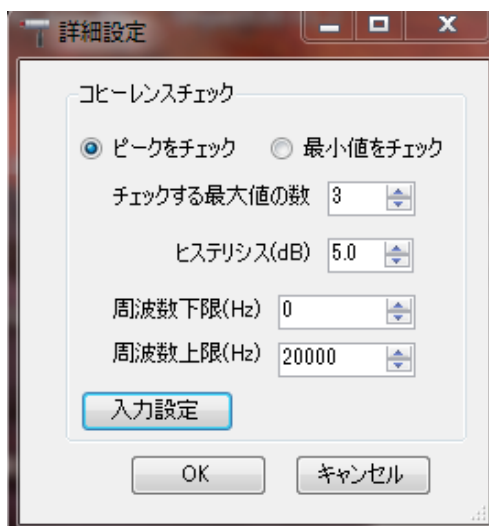 詳細設定
コヒーレンスチェック
ピークをチェック 最小値をチェック
チェックする最大値の数 3
ヒステリシス(dB) 5.0
周波数下限(Hz) 0
周波数上限(Hz) 20000
入力設定
OK キャンセル